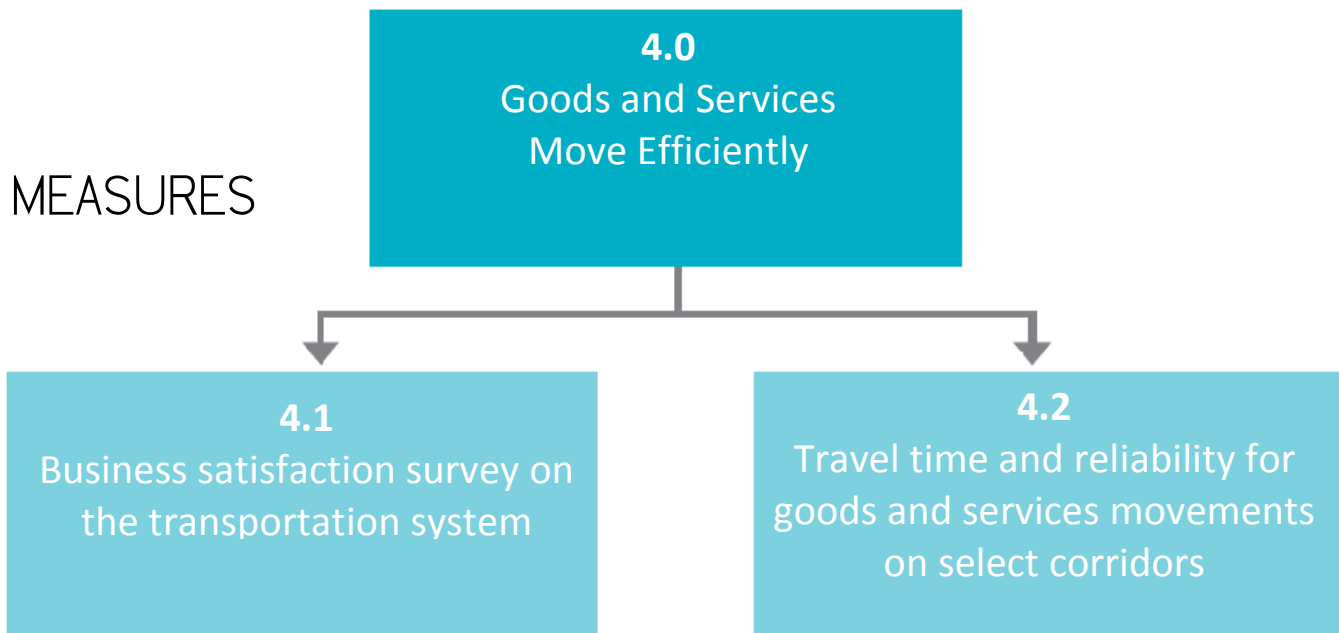 4.0
Goods and Services
Move Efficiently
MEASURES
4.1
Business satisfaction survey on
the transportation system
4.2
Travel time and reliability for
goods and services movements
on select corridors